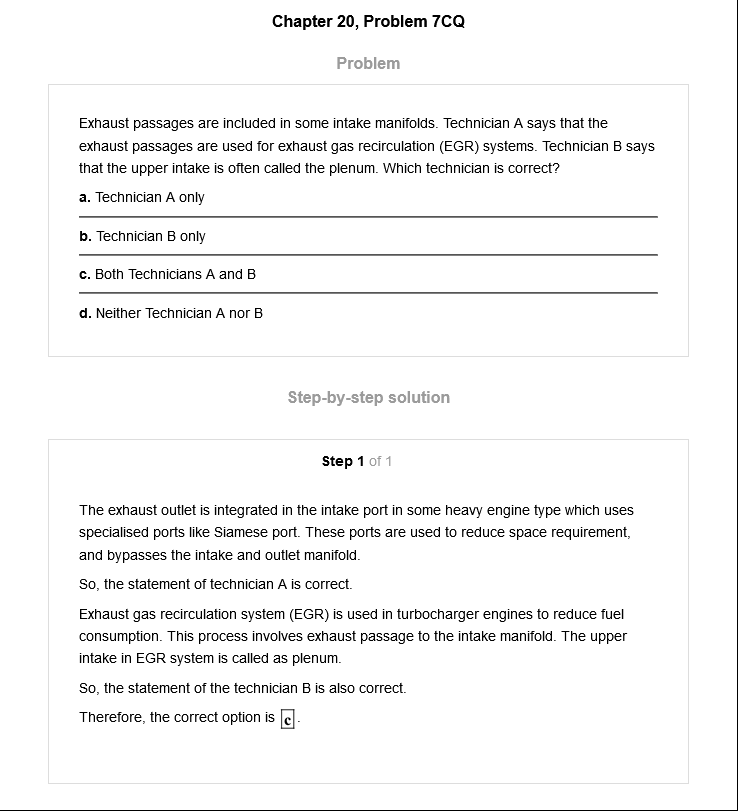 Chapter 20, Problem 7CQ
Problem
Exhaust passages are included in some intake manifolds. Technician A says that the
exhaust passages are used for exhaust gas recirculation (EGR) systems. Technician B says
that the upper intake is often called the plenum. Which technician is correct?
a. Technician A only
b. Technician B only
c. Both Technicians A and B
d. Neither Technician A nor B
Step-by-step solution
Step 1 of 1
The exhaust outlet is integrated in the intake port in some heavy engine type which uses
specialised ports like Siamese port. These ports are used to reduce space requirement,
and bypasses the intake and outlet manifold.
So, the statement of technician A is correct.
Exhaust gas recirculation system (EGR) is used in turbocharger engines to reduce fuel
consumption. This process involves exhaust passage to the intake manifold. The upper
intake in EGR system is called as plenum.
So, the statement of the technician B is also correct.
Therefore, the correct option is c.